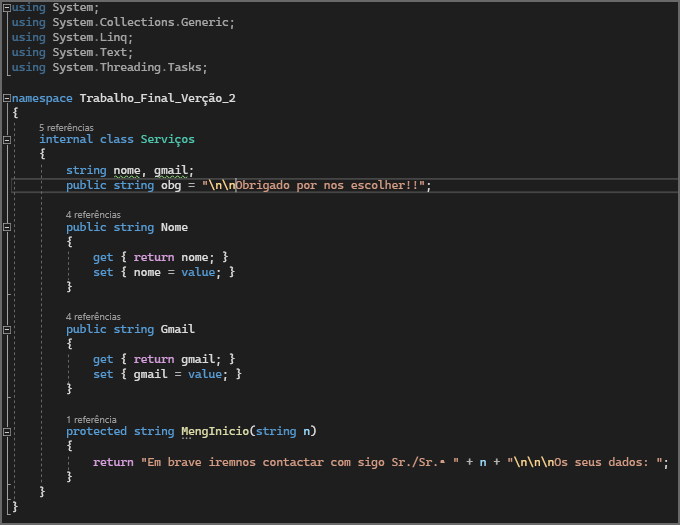 using System;
using System.Collections.Generic;
using System.Linq;
using System.Text;
using System.Threading.Tasks;
namespace Trabalho_Final_Verção_2
{
5 referências
internal class Serviços
{
string nome, gmail;
public string obg = "\n\nObrigado por nos escolher!!";
4 referências
public string Nome
{
get { return nome; }
set { nome = value; }
}
4 referências
public string Gmail
{
get { return gmail; }
set { gmail = value; }
}
1 referência
protected string MengInicio(string n)
{
return "Em brave iremnos contactar com sigo Sr./Sr.ª " + n + "\n\n\nOs seus dados: ";
}
}
}